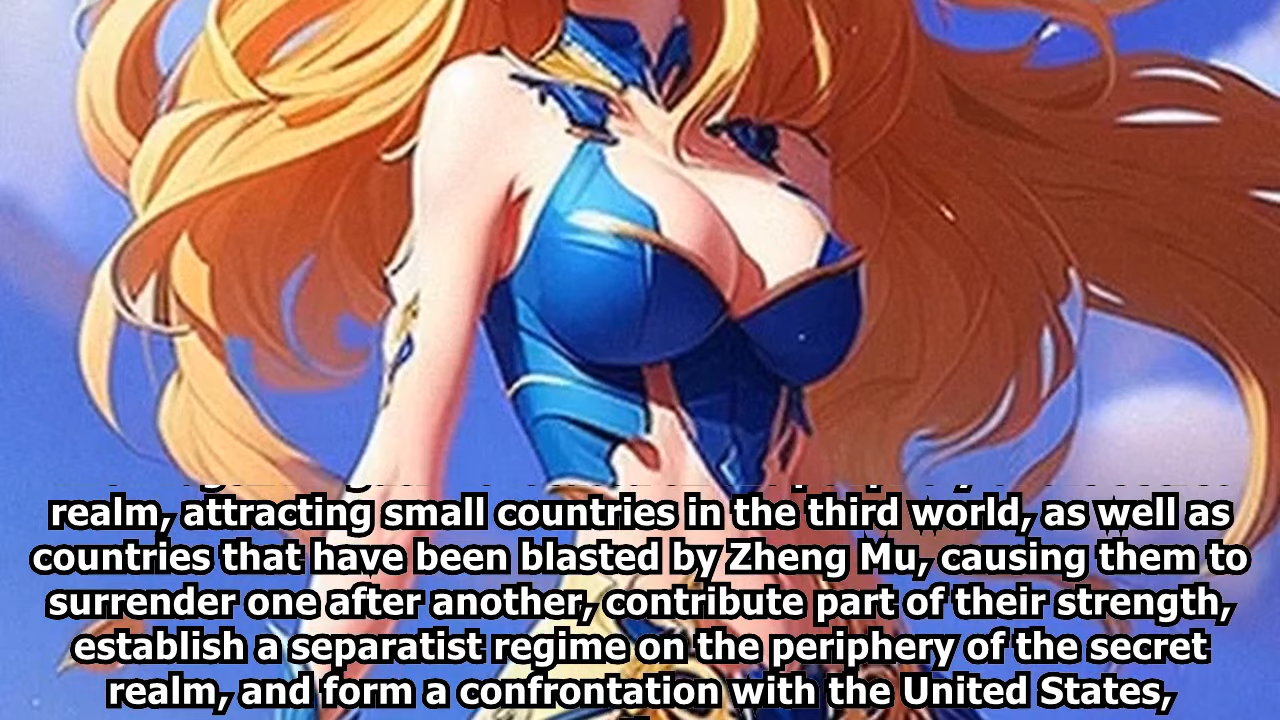 realm, attracting small countries in the third world, as well as
countries that have been blasted by Zheng Mu, causing them to
surrender one after another, contribute part of their strength,
establish a separatist regime on the periphery of the secret
realm, and form a confrontation with the United States,